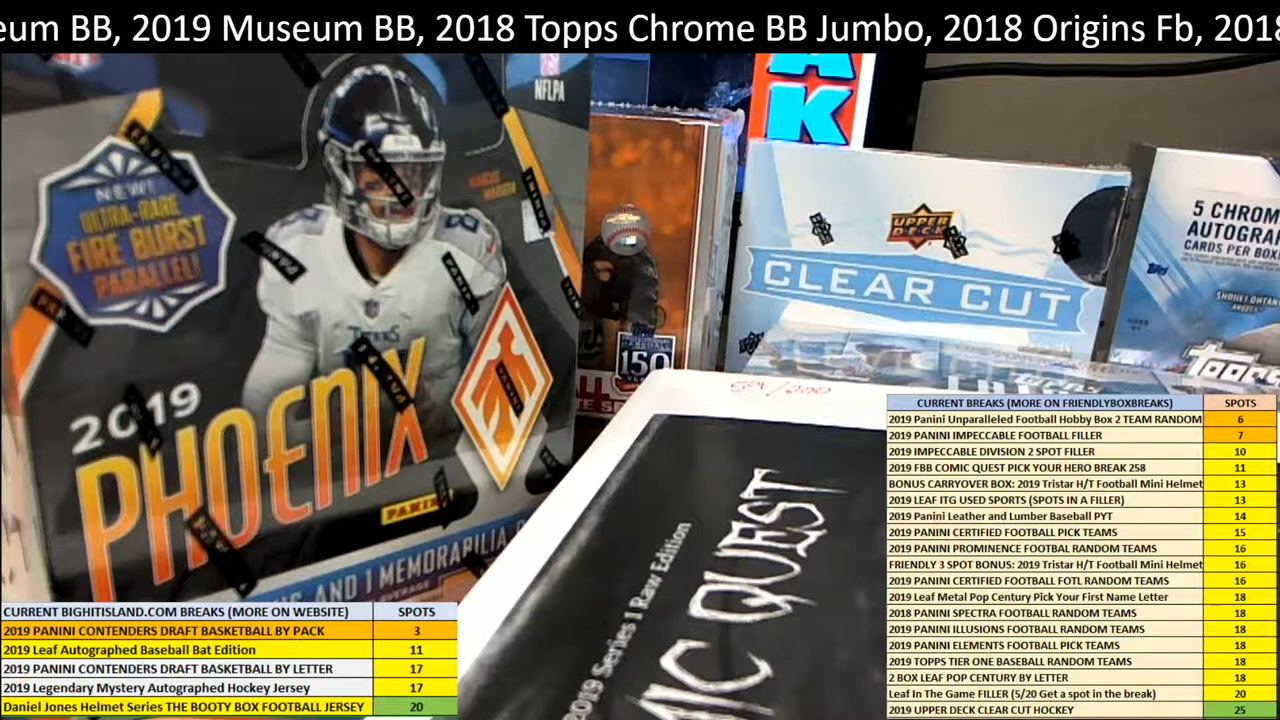 eum BB, 2019 Museum BB, 2018 Topps Chrome BB Jumbo, 2018 Origins Fb, 2018
NFLPA
NEW!
ULTRA-RARE
FIRE BURST
PARALLEL!
MARCUS
MARIOTA
TITANS
2019
PHOENIX
PANINI
AND 1 MEMORABILIA
150
AK
UPPER
DECK
CLEAR CUT
5 CHROM
AUTOGRA
CARDS PER BOX
SHOHEI OHTANI
ANGELS
Topps
2019 Series 1 Raw Edition
MIC QUEST
CURRENT BIGHITISLAND.COM BREAKS (MORE ON WEBSITE) SPOTS
2019 PANINI CONTENDERS DRAFT BASKETBALL BY PACK 3
2019 Leaf Autographed Baseball Bat Edition 11
2019 PANINI CONTENDERS DRAFT BASKETBALL BY LETTER 17
2019 Legendary Mystery Autographed Hockey Jersey 17
Daniel Jones Helmet Series THE BOOTY BOX FOOTBALL JERSEY 20
CURRENT BREAKS (MORE ON FRIENDLYBOXBREAKS) SPOTS
2019 Panini Unparalleled Football Hobby Box 2 TEAM RANDOM 6
2019 PANINI IMPECCABLE FOOTBALL FILLER 7
2019 IMPECCABLE DIVISION 2 SPOT FILLER 10
2019 FBB COMIC QUEST PICK YOUR HERO BREAK 258 11
BONUS CARRYOVER BOX: 2019 Tristar H/T Football Mini Helmet 13
2019 LEAF ITG USED SPORTS (SPOTS IN A FILLER) 13
2019 Panini Leather and Lumber Baseball PYT 14
2019 PANINI CERTIFIED FOOTBALL PICK TEAMS 15
2019 PANINI PROMINENCE FOOTBAL RANDOM TEAMS 16
FRIENDLY 3 SPOT BONUS: 2019 Tristar H/T Football Mini Helmet 16
2019 PANINI CERTIFIED FOOTBALL FOTL RANDOM TEAMS 16
2019 Leaf Metal Pop Century Pick Your First Name Letter 18
2018 PANINI SPECTRA FOOTBALL RANDOM TEAMS 18
2019 PANINI ILLUSIONS FOOTBALL RANDOM TEAMS 18
2019 PANINI ELEMENTS FOOTBALL PICK TEAMS 18
2019 TOPPS TIER ONE BASEBALL RANDOM TEAMS 18
2 BOX LEAF POP CENTURY BY LETTER 18
Leaf In The Game FILLER (5/20 Get a spot in the break) 20
2019 UPPER DECK CLEAR CUT HOCKEY 25